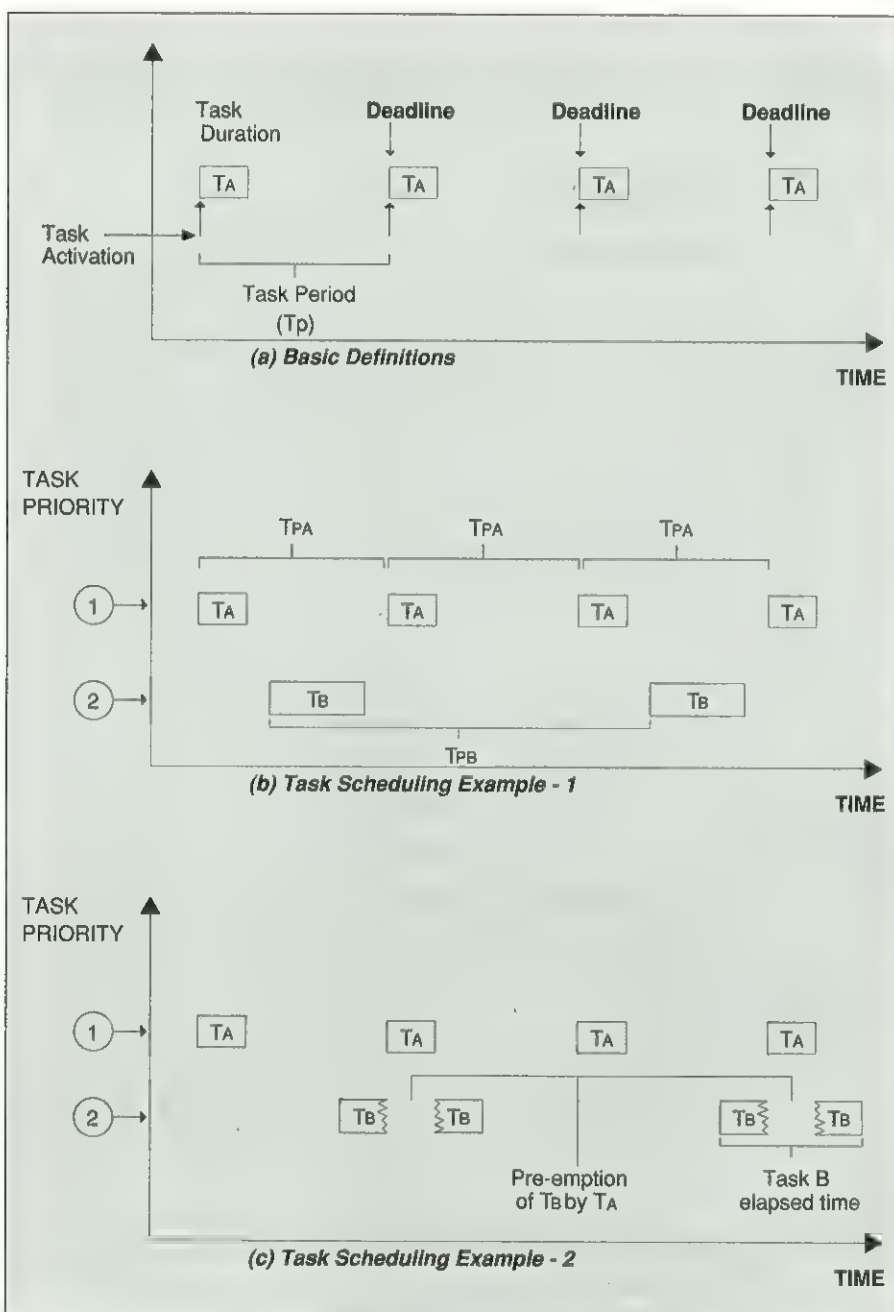 Task
Duration
Deadline
Deadline
Deadline
TA
TA
TA
TA
Task
Activation
Task Period
(Tp)
(a) Basic Definitions
TIME
TASK
PRIORITY
TPA
TPA
TPA
1
TA
TA
TA
TA
2
TB
TB
TPB
(b) Task Scheduling Example - 1
TIME
TASK
PRIORITY
1
TA
TA
TA
TA
2
TB
TB
TB
TB
Pre-emption
of TB by TA
Task B
elapsed time
(c) Task Scheduling Example - 2
TIME